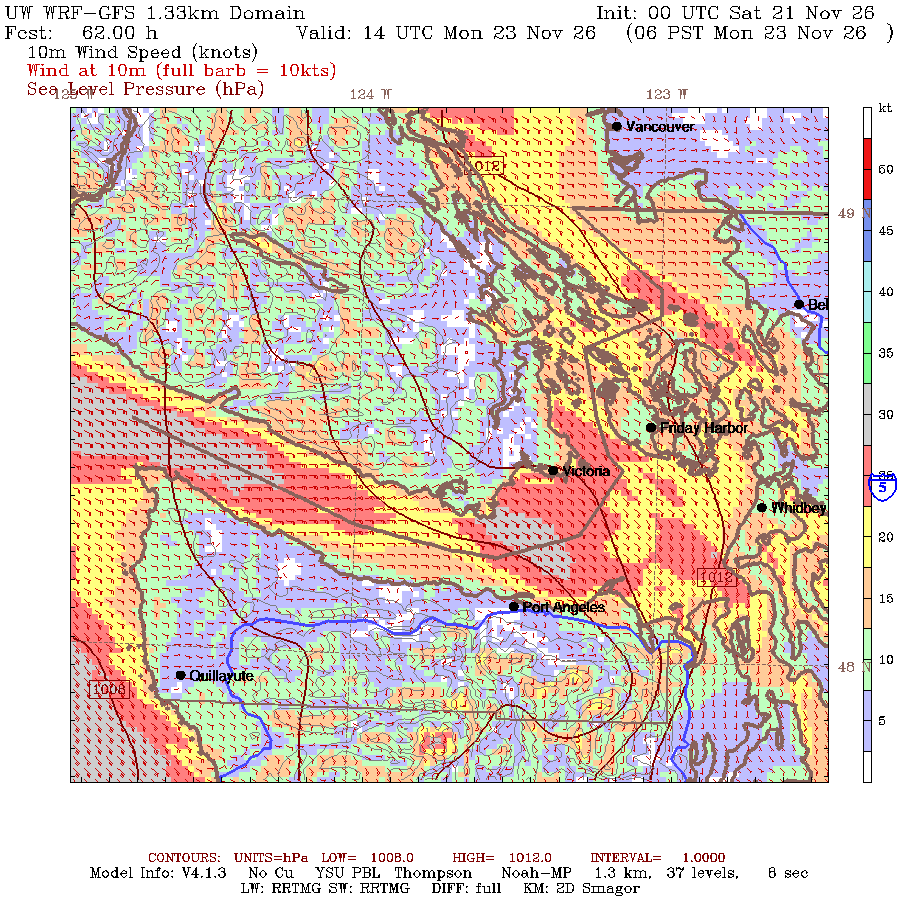 UW WRF-GFS 1.33km Domain Init: 00 UTC Sat 21 Nov 26
Fcst: 62.00 h Valid: 14 UTC Mon 23 Nov 26 (06 PST Mon 23 Nov 26 )
10m Wind Speed (knots)
Wind at 10m (full barb = 10kts)
Sea Level Pressure (hPa)
125 W 124 W 123 W
kt
Vancouver
1012
60
49 N
45
Bel
40
35
30
Friday Harbor
Victoria
25
5
Whidbey
20
1012
15
Port Angeles
10
48 N
Quillayute
1008
5
CONTOURS: UNITS=hPa LOW= 1008.0 HIGH= 1012.0 INTERVAL= 1.0000
Model Info: V4.1.3 No Cu YSU PBL Thompson Noah-MP 1.3 km, 37 levels, 8 sec
LW: RRTMG SW: RRTMG DIFF: full KM: 2D Smagor